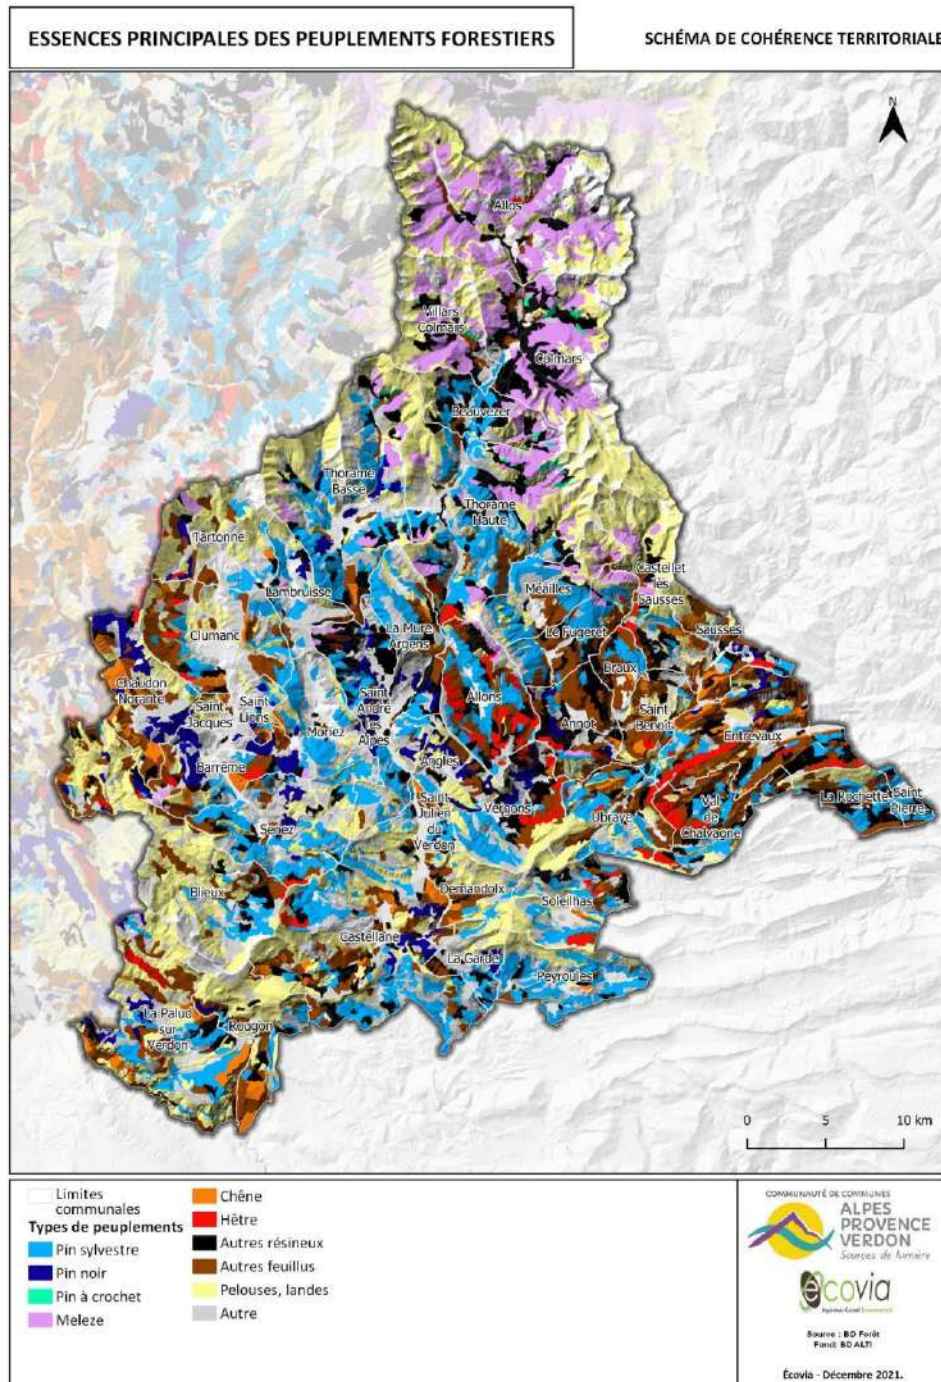 ESSENCES PRINCIPALES DES PEUPLEMENTS FORESTIERS
SCHÉMA DE COHÉRENCE TERRITORIALE
N
Allos
Villars
Colmars
Colmars
Beauvezer
Thorame
Basse
Thorame
Haute
Tartonne
Castellet
lès
Sausses
Lambruisse
Méailles
Clumanc
La Mure
Argens
Le Fugeret
Sausses
Braux
Chaudon
Norante
Saint
Jacques
Saint
Lions
Saint
André
les
Alpes
Allons
Saint
Benoit
Moriez
Annot
Entrevaux
Barrême
Angles
La Rochette
Saint
Pierre
Senez
Saint
Julien
du
Verdon
Vergons
Ubraye
Val
de
Chalvagne
Blieux
Demandolx
Soleilhas
Castellane
La Garde
Peyroules
La Palud
sur
Verdon
Rougon
0 5 10 km
Limites
communales
Types de peuplements
Pin sylvestre
Pin noir
Pin à crochet
Meleze
Chêne
Hêtre
Autres résineux
Autres feuillus
Pelouses, landes
Autre
COMMUNAUTÉ DE COMMUNES
ALPES
PROVENCE
VERDON
Sources de lumière
écovia
Source : BD Forêt
Fond: BD ALTI
Écovia - Décembre 2021.